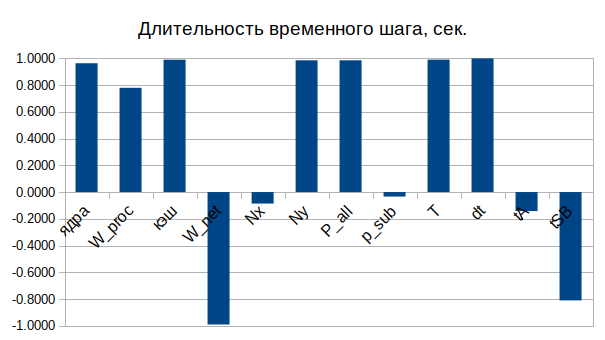 Длительность временного шага, сек.
1.0000
0.8000
0.6000
0.4000
0.2000
0.0000
-0.2000
-0.4000
-0.6000
-0.8000
-1.0000
ядра
W_proc
кэш
W_net
Nx
Ny
P_all
p_sub
T
dt
tA
tSB